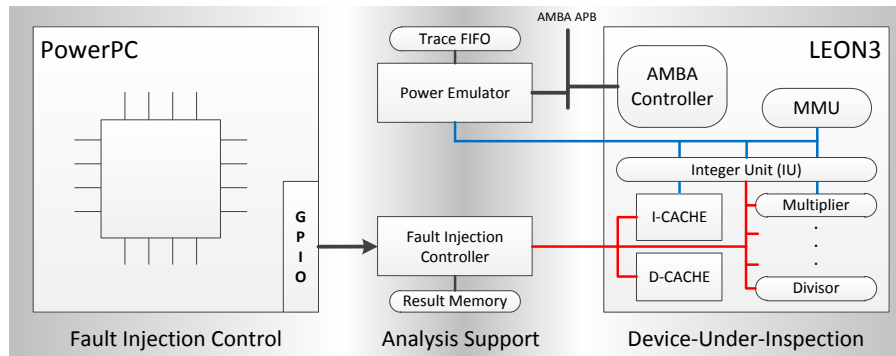 PowerPC
GPIO
Fault Injection Control
Trace FIFO
Power Emulator
AMBA APB
Fault Injection
Controller
Result Memory
Analysis Support
LEON3
AMBA
Controller
MMU
Integer Unit (IU)
I-CACHE
Multiplier
.
.
.
D-CACHE
Divisor
Device-Under-Inspection